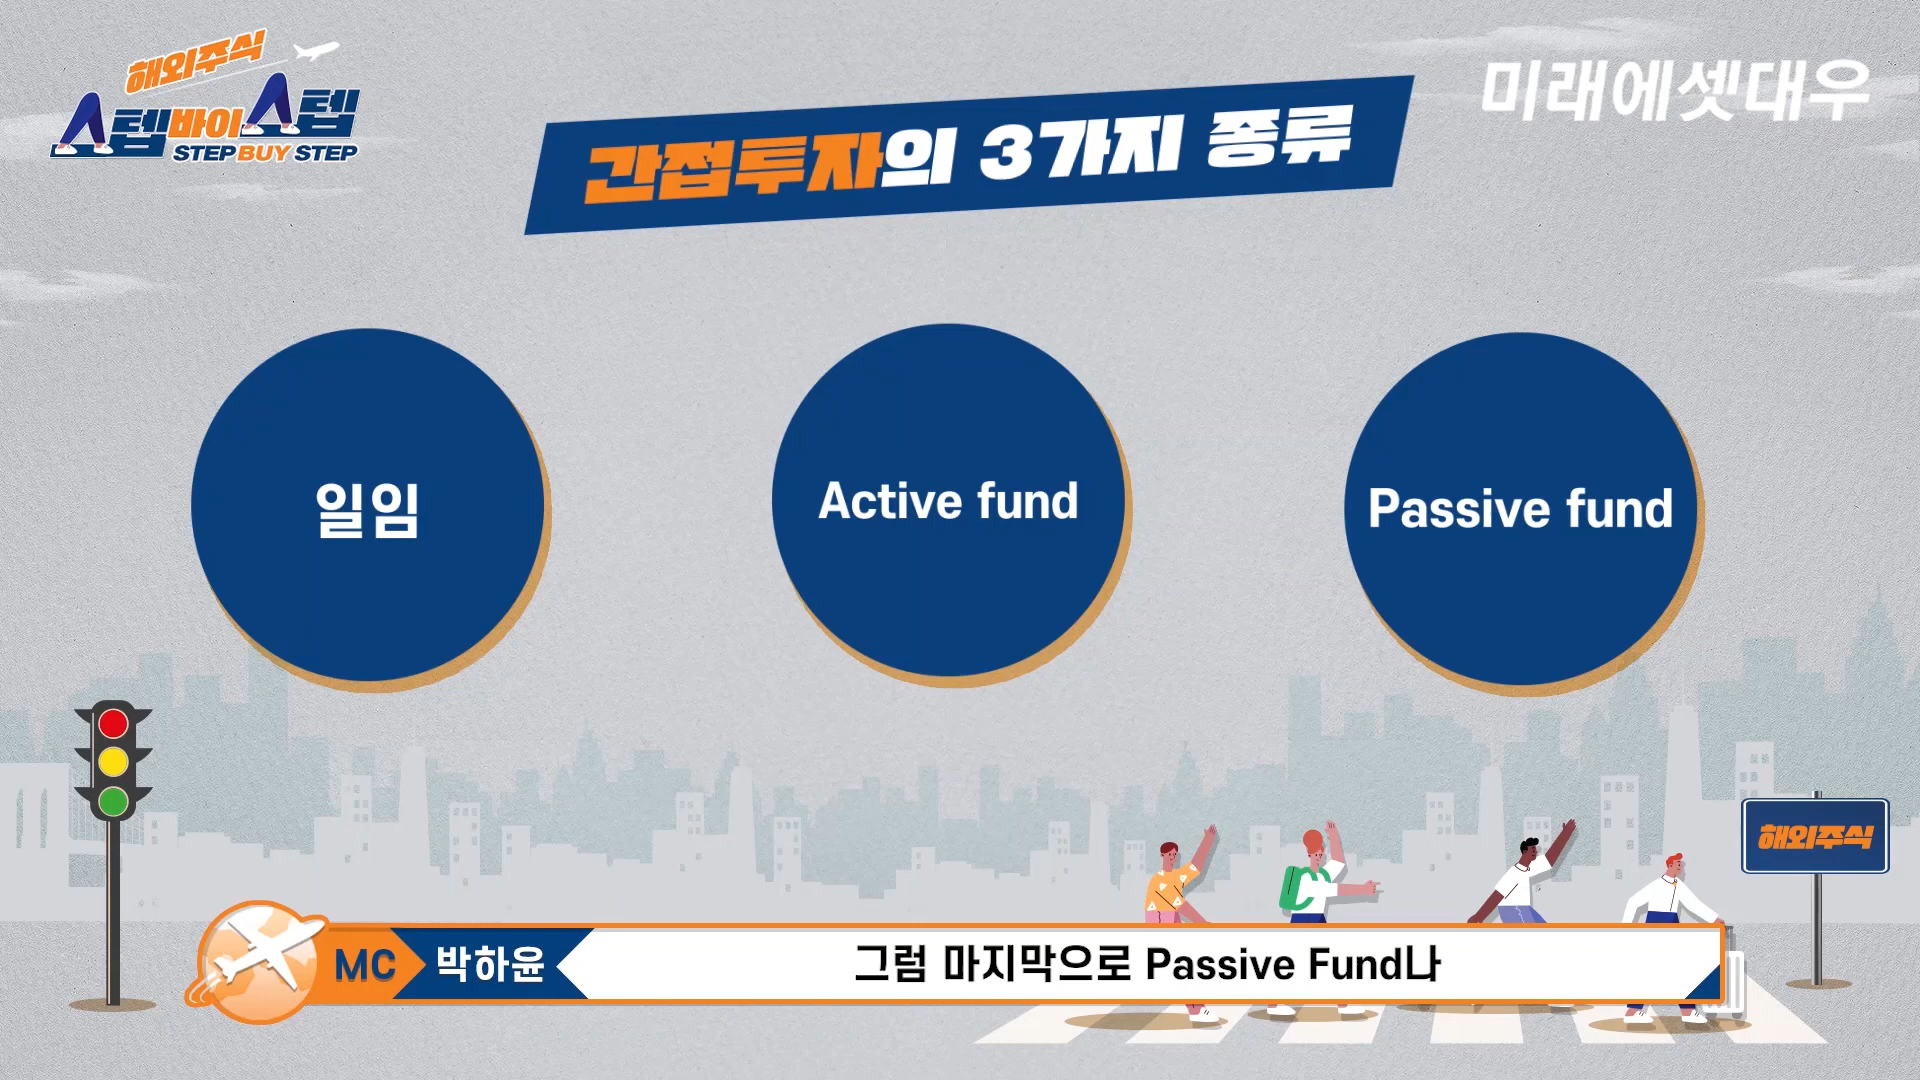 해외주식
스텝바이스텝
STEP BUY STEP
미래에셋대우
간접투자의 3가지 종류
일임
Active fund
Passive fund
해외주식
MC 박하윤
그럼 마지막으로 Passive Fund나